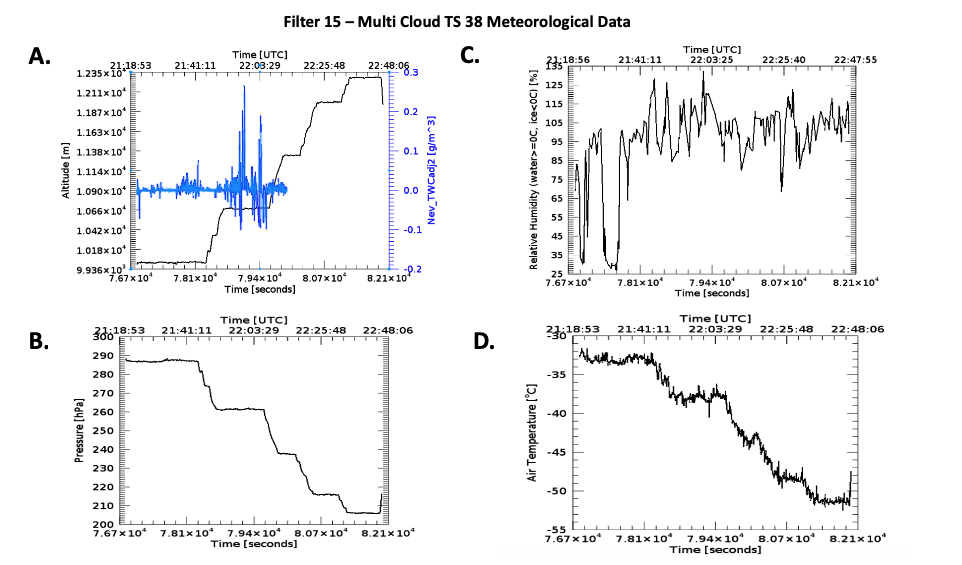 Filter 15 – Multi Cloud TS 38 Meteorological Data
A.
Time [UTC]
21:18:53 21:41:11 22:03:29 22:25:48 22:48:06
1.235×10⁴ 0.3
1.211×10⁴
1.187×10⁴ 0.2
1.163×10⁴
1.138×10⁴ 0.1
1.114×10⁴
1.090×10⁴ 0.0
1.066×10⁴
1.042×10⁴ -0.1
1.018×10⁴
9.936×10³ -0.2
Altitude [m]
Nev_TWCadj2 [g/m^3]
7.67×10⁴ 7.81×10⁴ 7.94×10⁴ 8.07×10⁴ 8.21×10⁴
Time [seconds]
C.
Time [UTC]
21:18:56 21:41:11 22:03:25 22:25:40 22:47:55
135
125
115
105
95
85
75
65
55
45
35
25
Relative Humidity (water>=0C, ice<0C) [%]
7.67×10⁴ 7.81×10⁴ 7.94×10⁴ 8.07×10⁴ 8.21×10⁴
Time [seconds]
B.
Time [UTC]
21:18:53 21:41:11 22:03:29 22:25:48 22:48:06
300
290
280
270
260
250
240
230
220
210
200
Pressure [hPa]
7.67×10⁴ 7.81×10⁴ 7.94×10⁴ 8.07×10⁴ 8.21×10⁴
Time [seconds]
D.
Time [UTC]
21:18:53 21:41:11 22:03:29 22:25:48 22:48:06
-30
-35
-40
-45
-50
-55
Air Temperature [°C]
7.67×10⁴ 7.81×10⁴ 7.94×10⁴ 8.07×10⁴ 8.21×10⁴
Time [seconds]